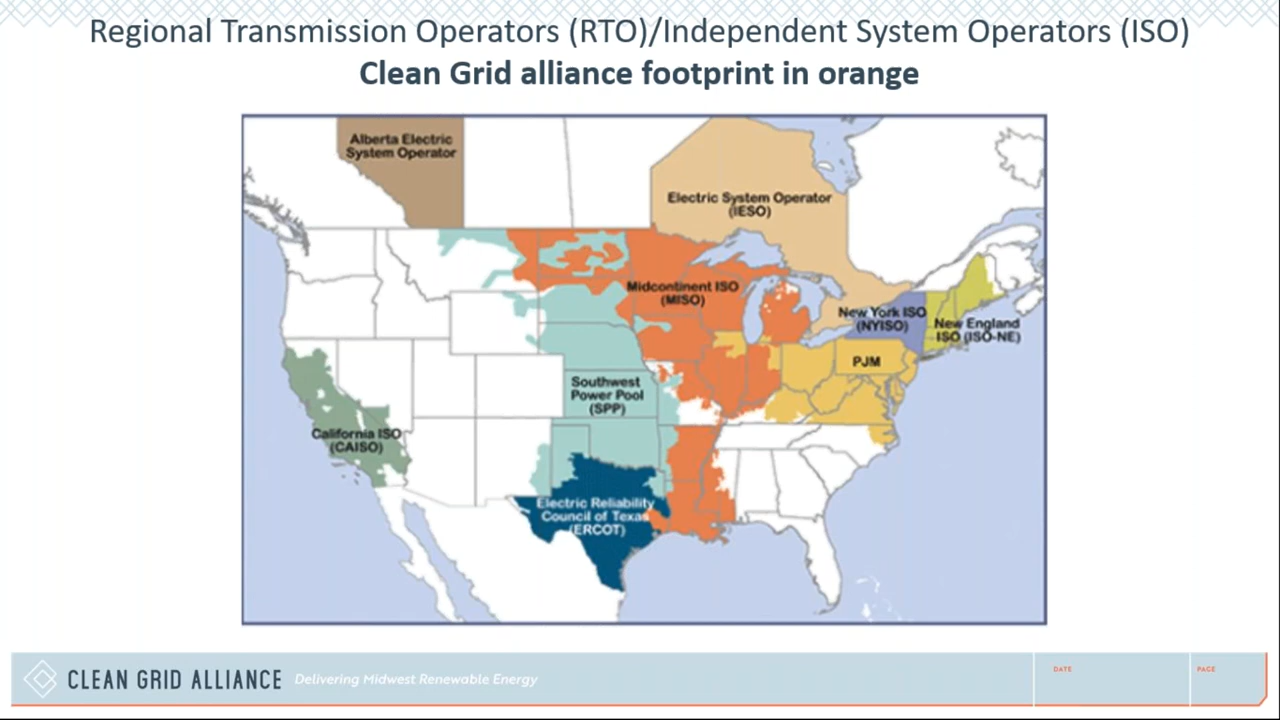 Regional Transmission Operators (RTO)/Independent System Operators (ISO)
Clean Grid alliance footprint in orange
Alberta Electric
System Operator
Electric System Operator
(IESO)
Midcontinent ISO
(MISO)
New York ISO
(NYISO)
New England
ISO (ISO-NE)
PJM
Southwest
Power Pool
(SPP)
California ISO
(CAISO)
Electric Reliability
Council of Texas
(ERCOT)
CLEAN GRID ALLIANCE Delivering Midwest Renewable Energy
DATE
PAGE